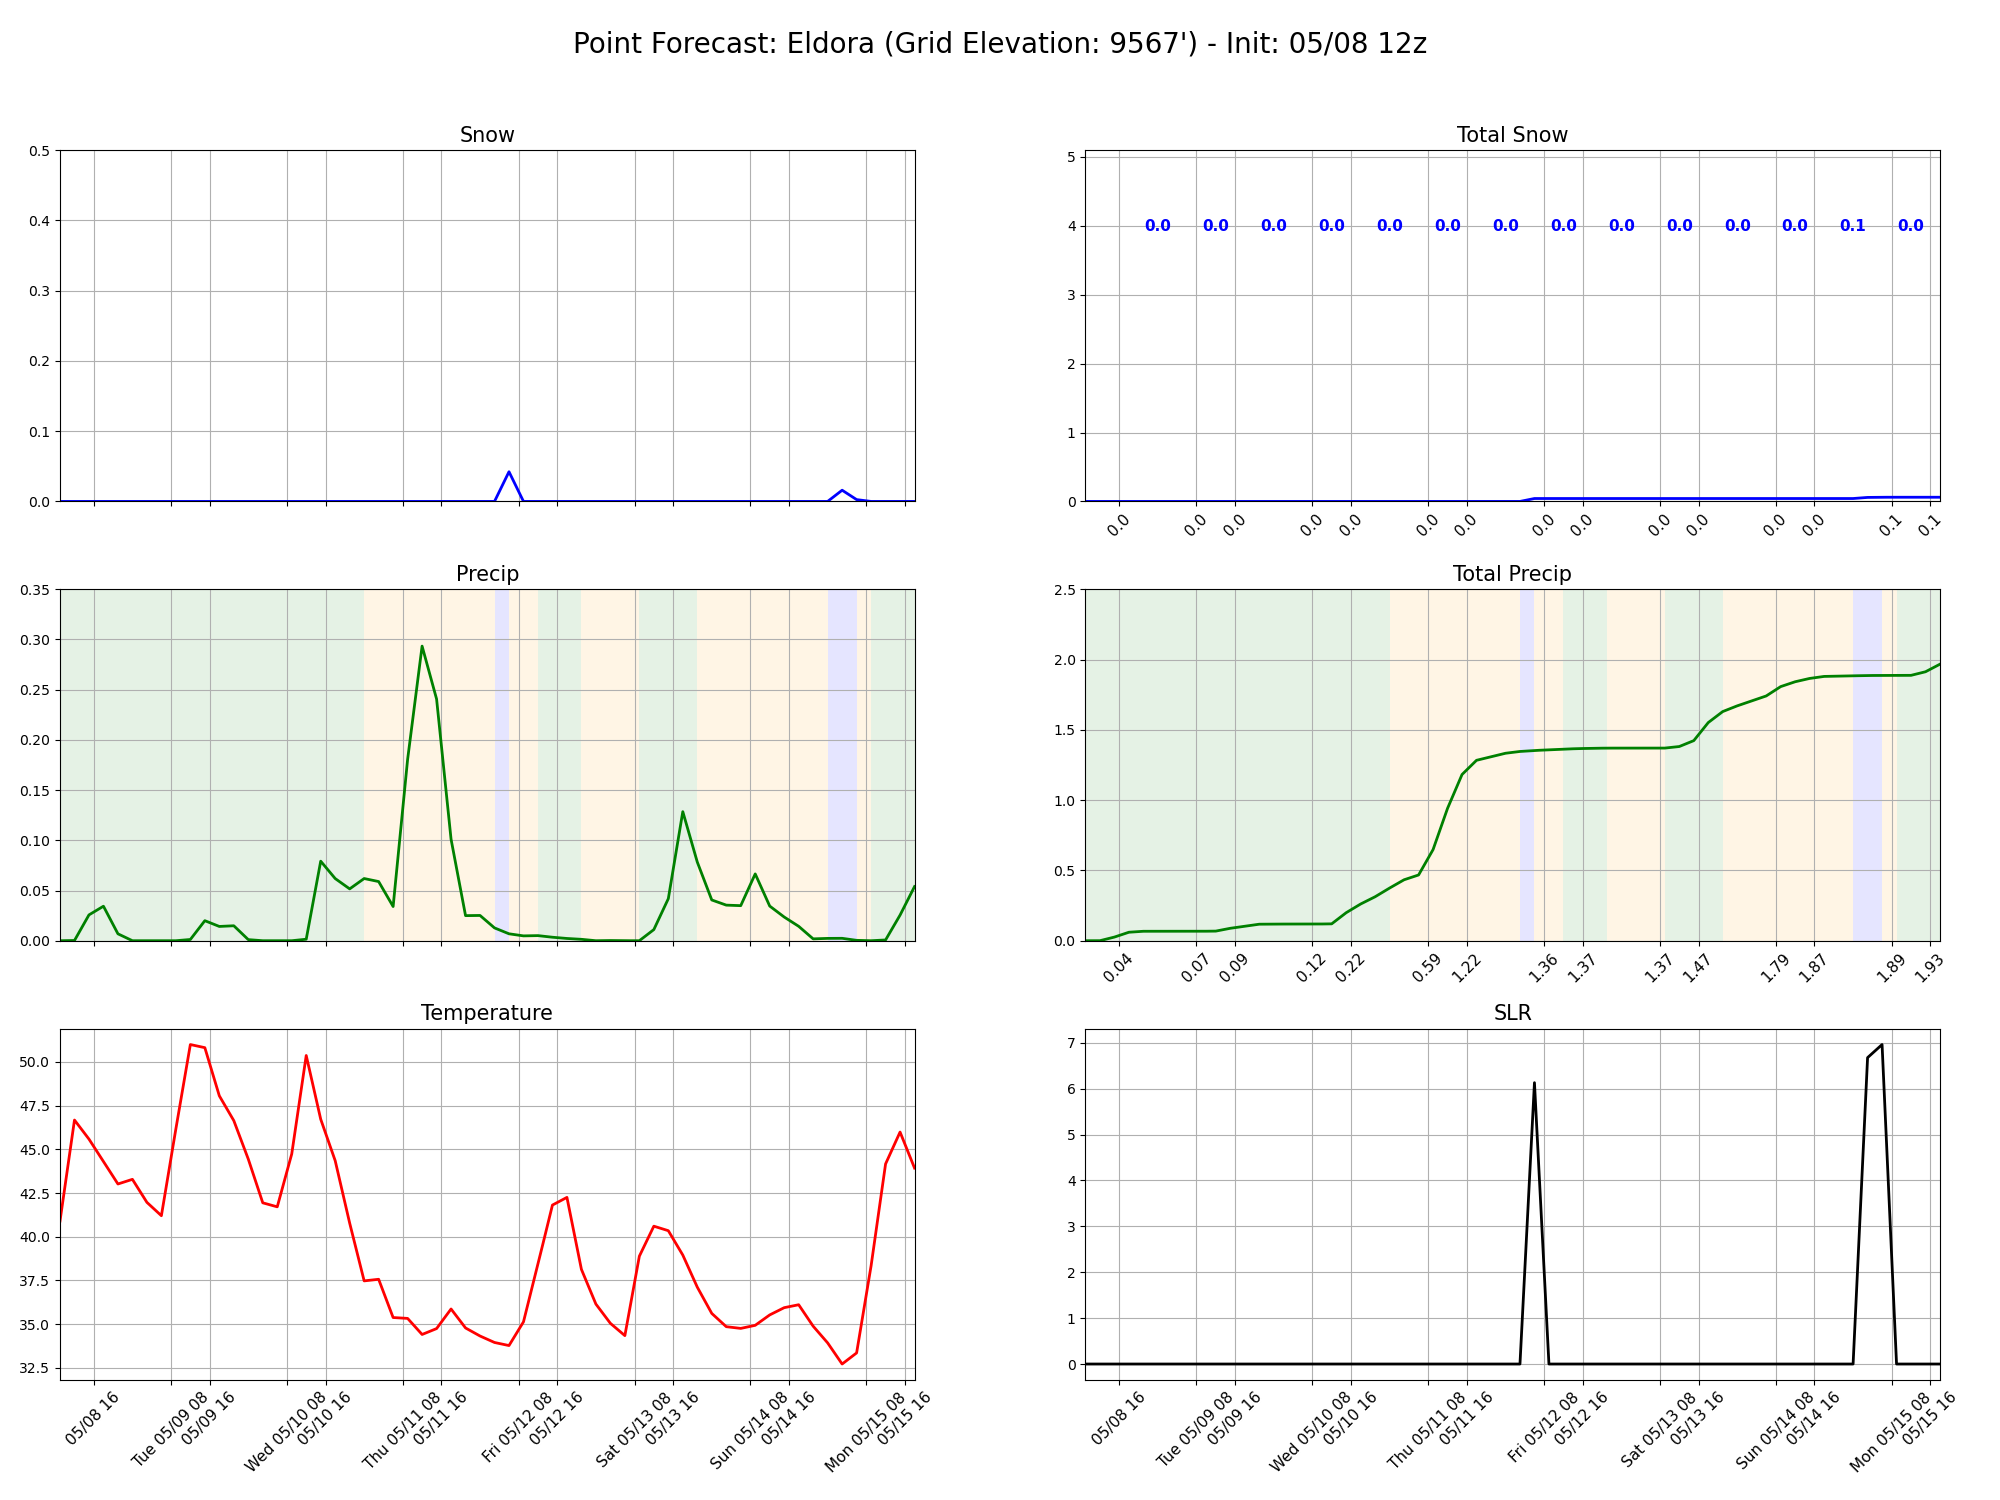 Point Forecast: Eldora (Grid Elevation: 9567') - Init: 05/08 12z
Snow
0.5
0.4
0.3
0.2
0.1
0.0
Total Snow
5
4
3
2
1
0
0.0 0.0 0.0 0.0 0.0 0.0 0.0 0.0 0.0 0.0 0.0 0.0 0.1 0.0
0.0 0.0 0.0 0.0 0.0 0.0 0.0 0.0 0.0 0.0 0.0 0.0 0.0 0.1 0.1
Precip
0.35
0.30
0.25
0.20
0.15
0.10
0.05
0.00
Total Precip
2.5
2.0
1.5
1.0
0.5
0.0
0.04 0.07 0.09 0.12 0.22 0.59 1.22 1.36 1.37 1.37 1.47 1.79 1.87 1.89 1.93
Temperature
50.0
47.5
45.0
42.5
40.0
37.5
35.0
32.5
05/08 16
Tue 05/09 08
05/09 16
Wed 05/10 08
05/10 16
Thu 05/11 08
05/11 16
Fri 05/12 08
05/12 16
Sat 05/13 08
05/13 16
Sun 05/14 08
05/14 16
Mon 05/15 08
05/15 16
SLR
7
6
5
4
3
2
1
0
05/08 16
Tue 05/09 08
05/09 16
Wed 05/10 08
05/10 16
Thu 05/11 08
05/11 16
Fri 05/12 08
05/12 16
Sat 05/13 08
05/13 16
Sun 05/14 08
05/14 16
Mon 05/15 08
05/15 16